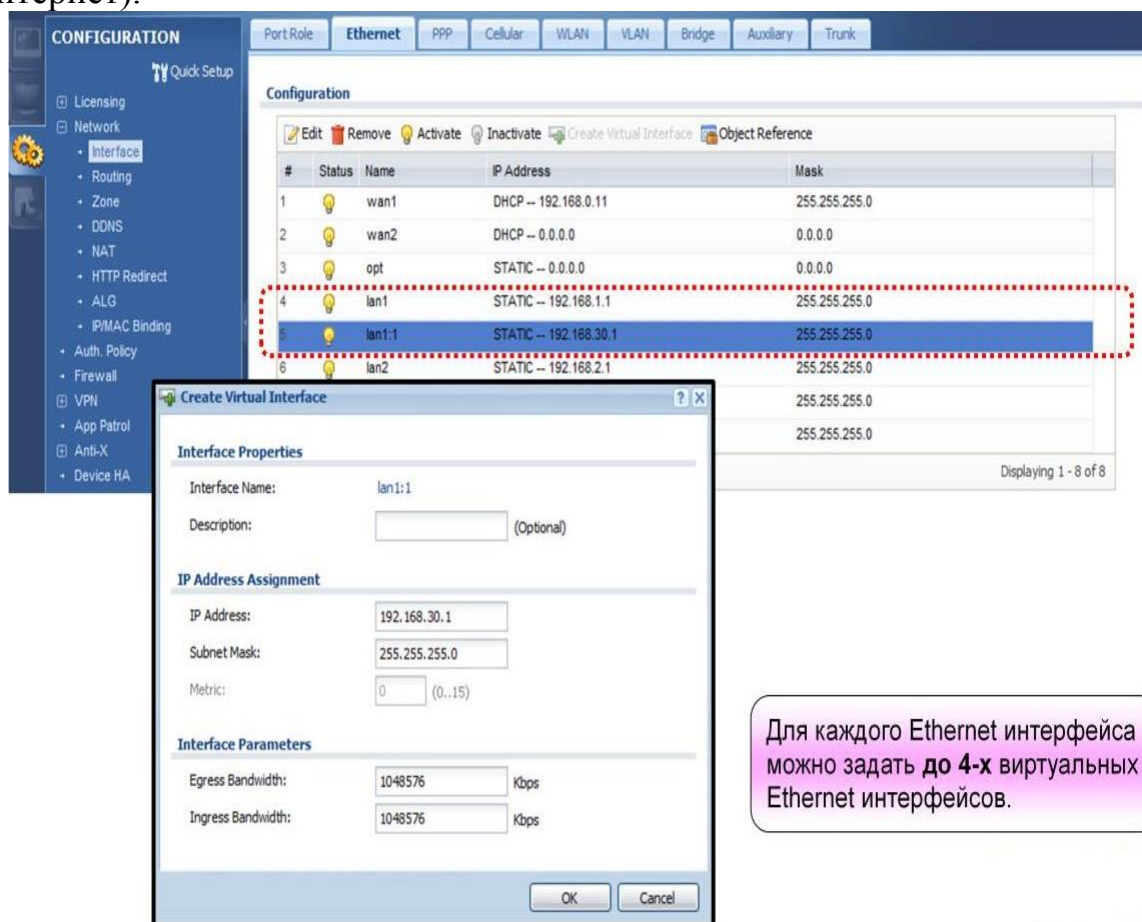 тернет).
CONFIGURATION
Quick Setup
Licensing
Network
Interface
Routing
Zone
DDNS
NAT
HTTP Redirect
ALG
IP/MAC Binding
Auth. Policy
Firewall
VPN
App Patrol
Anti-X
Device HA
Port Role Ethernet PPP Cellular WLAN VLAN Bridge Auxiliary Trunk
Configuration
Edit Remove Activate Inactivate Create Virtual Interface Object Reference
# Status Name IP Address Mask
1 wan1 DHCP -- 192.168.0.11 255.255.255.0
2 wan2 DHCP -- 0.0.0.0 0.0.0.0
3 opt STATIC -- 0.0.0.0 0.0.0.0
4 lan1 STATIC -- 192.168.1.1 255.255.255.0
5 lan1:1 STATIC -- 192.168.30.1 255.255.255.0
6 lan2 STATIC -- 192.168.2.1 255.255.255.0
255.255.255.0
255.255.255.0
Displaying 1 - 8 of 8
Create Virtual Interface ? X
Interface Properties
Interface Name: lan1:1
Description: (Optional)
IP Address Assignment
IP Address: 192.168.30.1
Subnet Mask: 255.255.255.0
Metric: 0 (0..15)
Interface Parameters
Egress Bandwidth: 1048576 Kbps
Ingress Bandwidth: 1048576 Kbps
OK Cancel
Для каждого Ethernet интерфейса
можно задать до 4-х виртуальных
Ethernet интерфейсов.